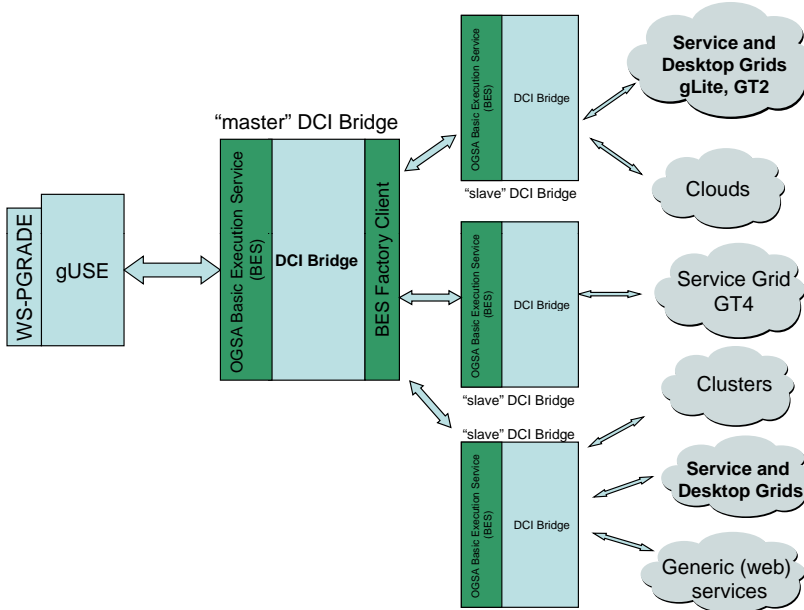 WS-PGRADE
gUSE
“master” DCI Bridge
OGSA Basic Execution Service
(BES)
DCI Bridge
BES Factory Client
OGSA Basic Execution Service
(BES)
DCI Bridge
“slave” DCI Bridge
OGSA Basic Execution Service
(BES)
DCI Bridge
“slave” DCI Bridge
“slave” DCI Bridge
OGSA Basic Execution Service
(BES)
DCI Bridge
Service and
Desktop Grids
gLite, GT2
Clouds
Service Grid
GT4
Clusters
Service and
Desktop Grids
Generic (web)
services